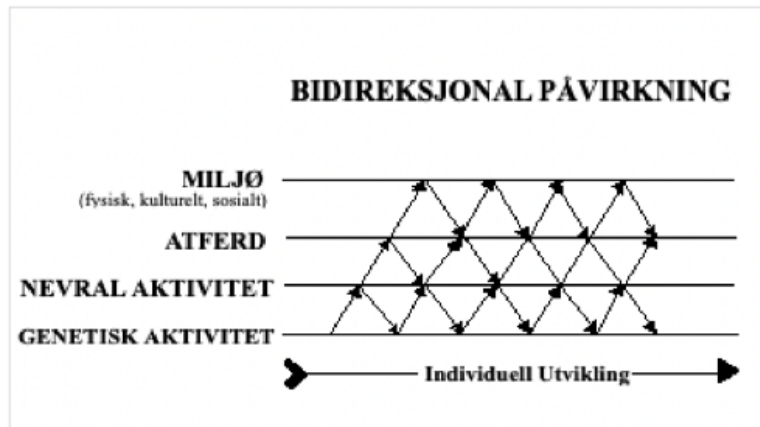 BIDIREKSJONAL PÅVIRKNING
MILJØ
(fysisk, kulturelt, sosialt)
ATFERD
NEVRAL AKTIVITET
GENETISK AKTIVITET
Individuell Utvikling